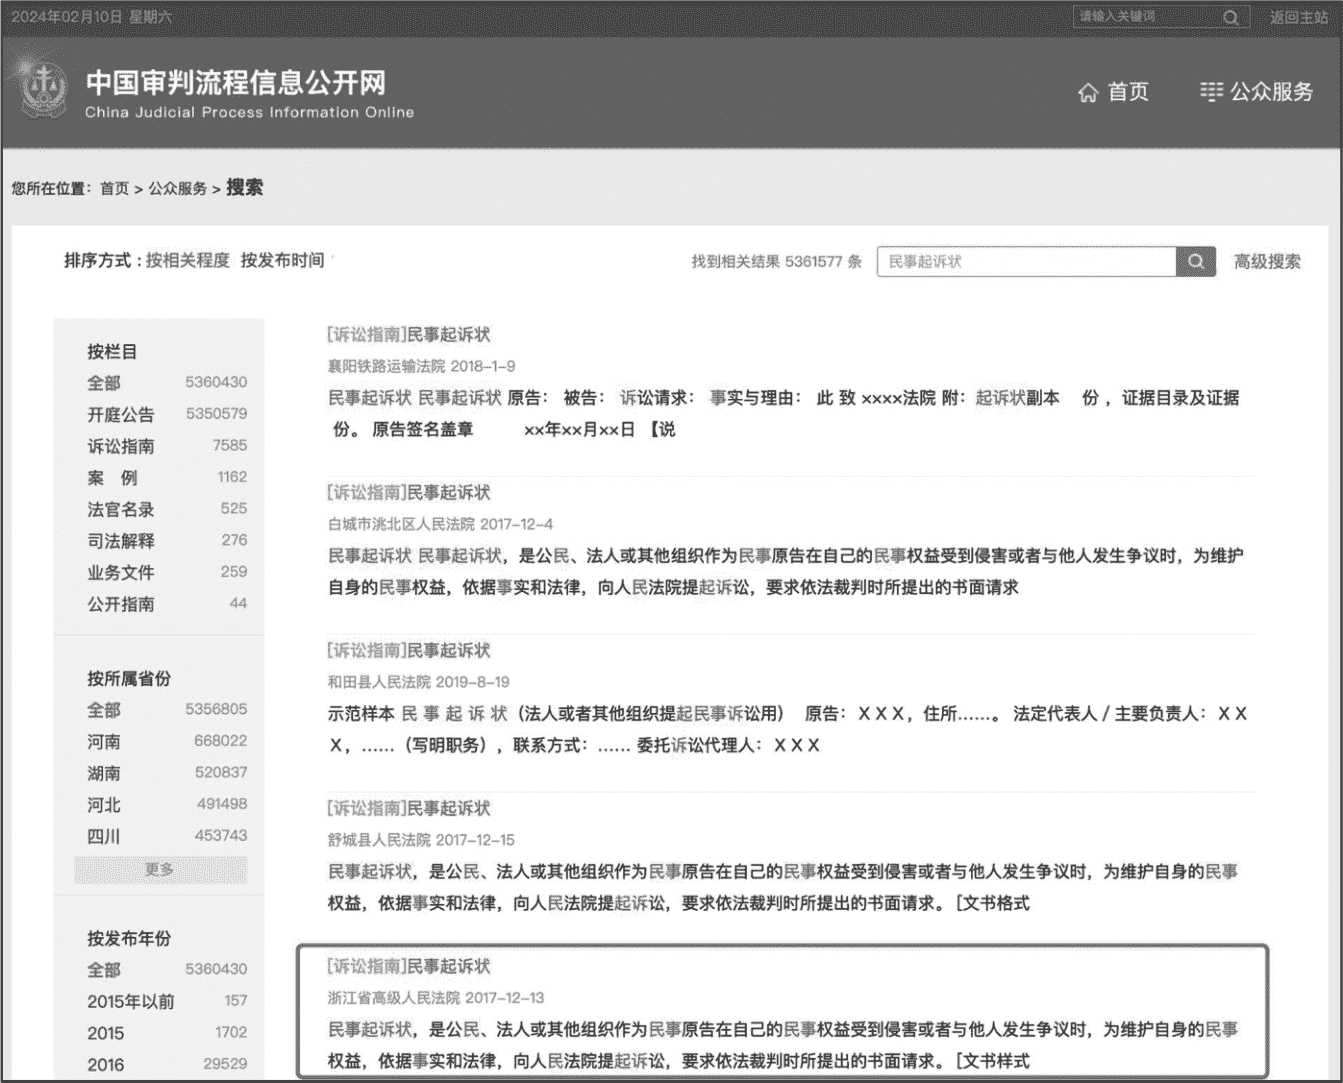 2024年02月10日 星期六
请输入关键词
返回主站
中国审判流程信息公开网
China Judicial Process Information Online
首页
公众服务
您所在位置：首页 > 公众服务 > 搜索
排序方式：按相关程度 按发布时间
找到相关结果 5361577 条
民事起诉状
高级搜索
按栏目
全部 5360430
开庭公告 5350579
诉讼指南 7585
案 例 1162
法官名录 525
司法解释 276
业务文件 259
公开指南 44
按所属省份
全部 5356805
河南 668022
湖南 520837
河北 491498
四川 453743
更多
按发布年份
全部 5360430
2015年以前 157
2015 1702
2016 29529
[诉讼指南]民事起诉状
襄阳铁路运输法院 2018-1-9
民事起诉状 民事起诉状 原告： 被告： 诉讼请求： 事实与理由： 此 致 ××××法院 附：起诉状副本 份 ，证据目录及证据
份。 原告签名盖章 ××年××月××日 【说
[诉讼指南]民事起诉状
白城市洮北区人民法院 2017-12-4
民事起诉状 民事起诉状，是公民、法人或其他组织作为民事原告在自己的民事权益受到侵害或者与他人发生争议时，为维护
自身的民事权益，依据事实和法律，向人民法院提起诉讼，要求依法裁判时所提出的书面请求
[诉讼指南]民事起诉状
和田县人民法院 2019-8-19
示范样本 民 事 起 诉 状（法人或者其他组织提起民事诉讼用） 原告：X X X，住所……。 法定代表人 / 主要负责人：X X
X，……（写明职务），联系方式：…… 委托诉讼代理人：X X X
[诉讼指南]民事起诉状
舒城县人民法院 2017-12-15
民事起诉状，是公民、法人或其他组织作为民事原告在自己的民事权益受到侵害或者与他人发生争议时，为维护自身的民事
权益，依据事实和法律，向人民法院提起诉讼，要求依法裁判时所提出的书面请求。 [文书格式
[诉讼指南]民事起诉状
浙江省高级人民法院 2017-12-13
民事起诉状，是公民、法人或其他组织作为民事原告在自己的民事权益受到侵害或者与他人发生争议时，为维护自身的民事
权益，依据事实和法律，向人民法院提起诉讼，要求依法裁判时所提出的书面请求。 [文书样式